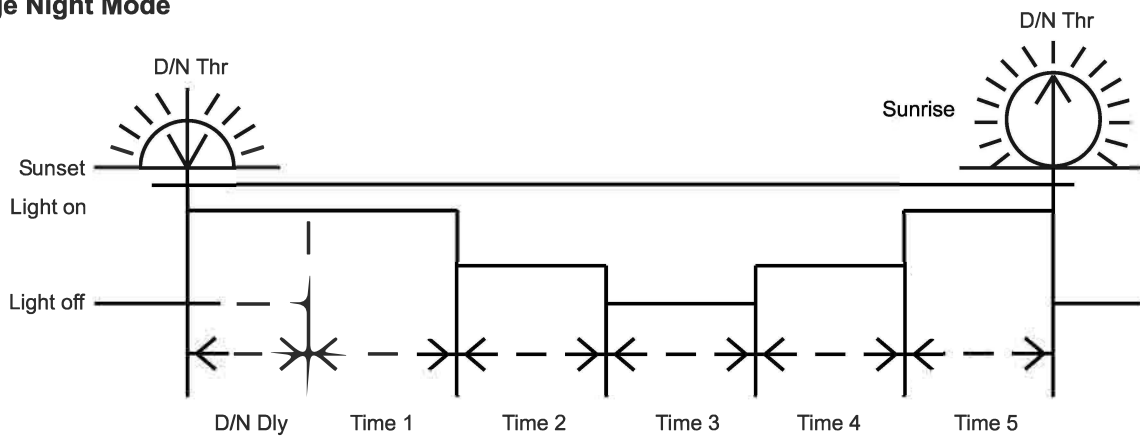 Night Mode
D/N Thr
D/N Thr
Sunrise
Sunset
Light on
Light off
D/N Dly Time 1 Time 2 Time 3 Time 4 Time 5